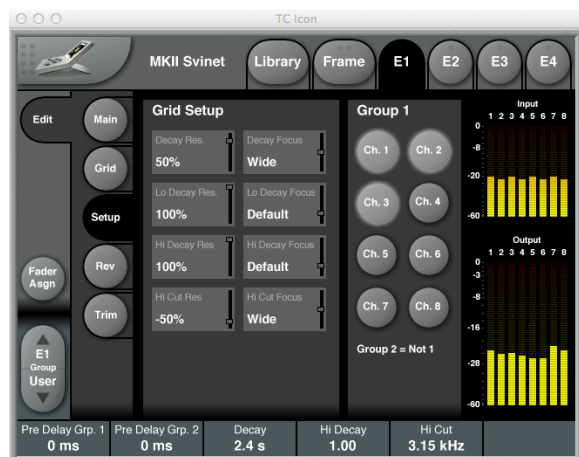 TC Icon
MKII Svinet
Library
Frame
E1
E2
E3
E4
Edit
Main
Grid
Setup
Rev
Trim
Fader
Asgn
E1
Group
User
Grid Setup
Decay Res.
50%
Decay Focus
Wide
Lo Decay Res.
100%
Lo Decay Focus
Default
Hi Decay Res
100%
Hi Decay Focus
Default
Hi Cut Res
-50%
Hi Cut Focus
Wide
Group 1
Ch. 1
Ch. 2
Ch. 3
Ch. 4
Ch. 5
Ch. 6
Ch. 7
Ch. 8
Group 2 = Not 1
Input
1 2 3 4 5 6 7 8
0
-8
-20
-60
Output
1 2 3 4 5 6 7 8
0
-3
-8
-16
-28
-60
Pre Delay Grp. 1
0 ms
Pre Delay Grp. 2
0 ms
Decay
2.4 s
Hi Decay
1.00
Hi Cut
3.15 kHz